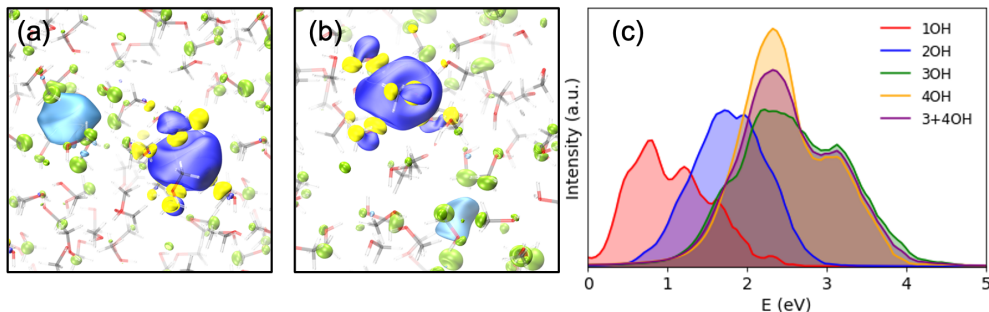 (a)
(b)
(c)
1OH
2OH
3OH
4OH
3+4OH
Intensity (a.u.)
0 1 2 3 4 5
E (eV)